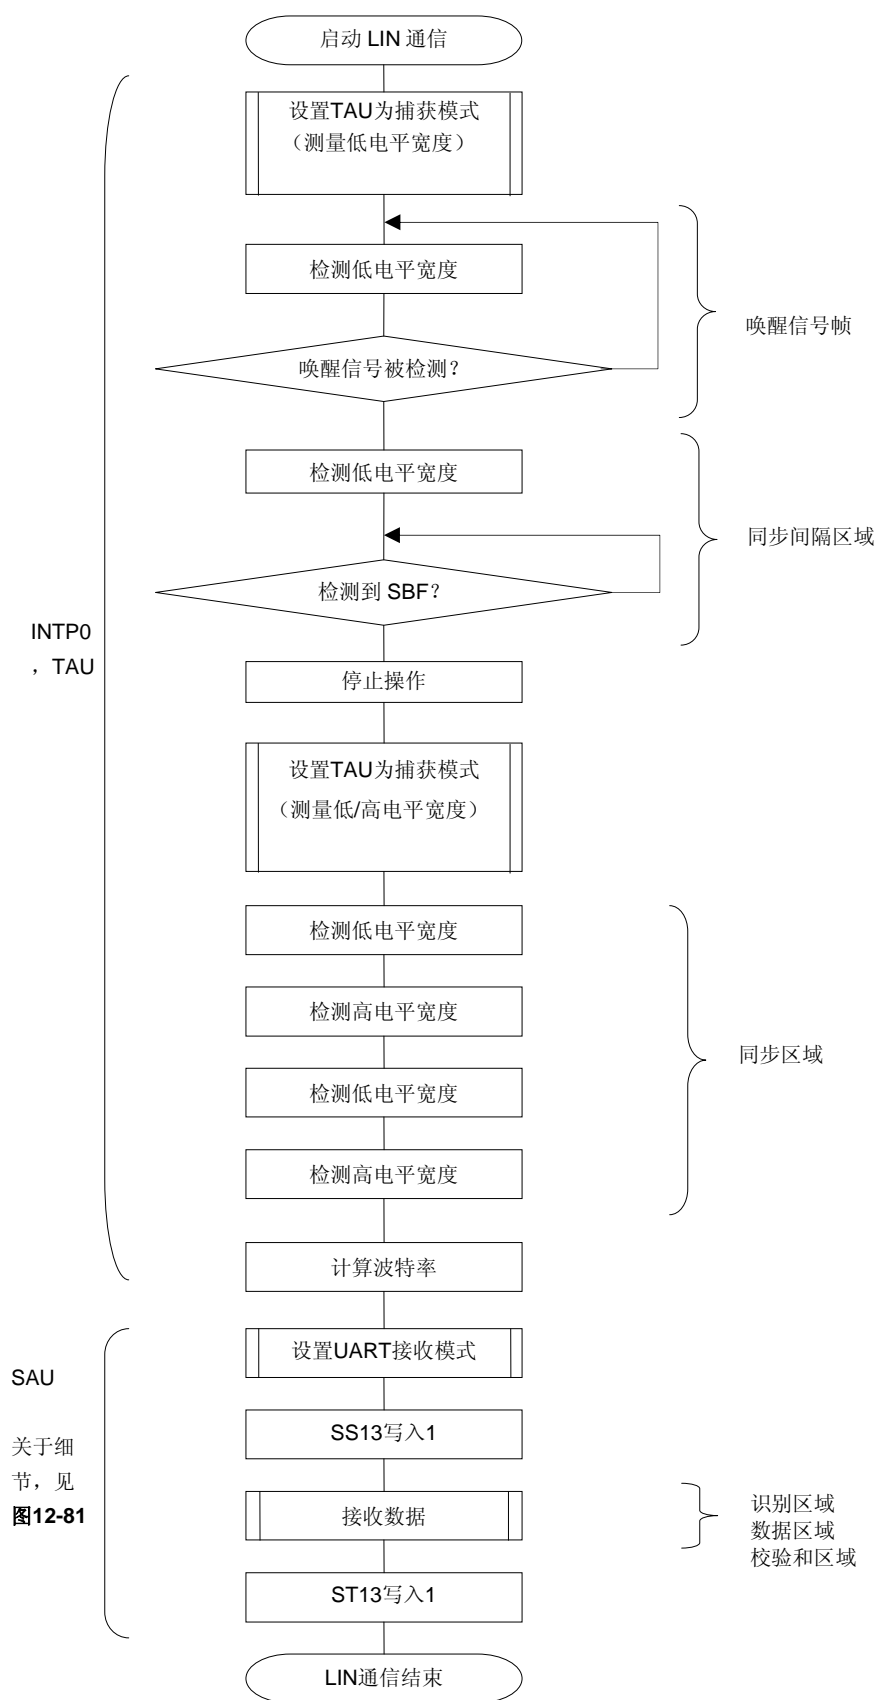 启动 LIN 通信
设置TAU为捕获模式
（测量低电平宽度）
检测低电平宽度
唤醒信号被检测？
唤醒信号帧
检测低电平宽度
检测到 SBF？
同步间隔区域
INTP0
，TAU
停止操作
设置TAU为捕获模式
（测量低/高电平宽度）
检测低电平宽度
检测高电平宽度
检测低电平宽度
检测高电平宽度
同步区域
计算波特率
设置UART接收模式
SAU
关于细
节，见
图12-81
SS13写入1
接收数据
识别区域
数据区域
校验和区域
ST13写入1
LIN通信结束